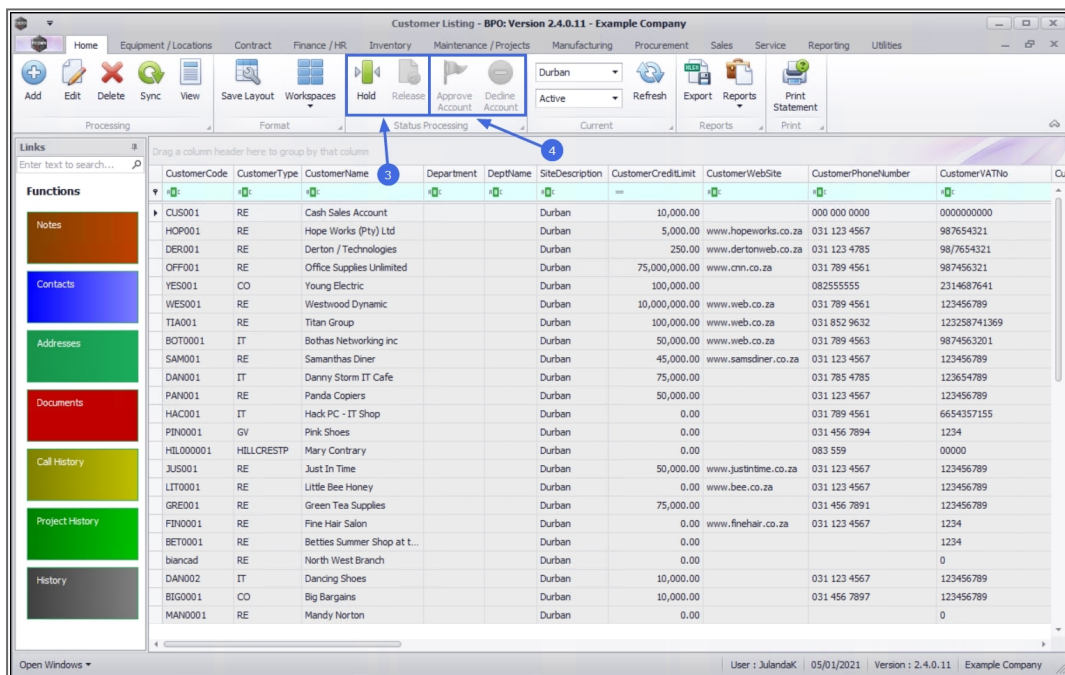 Customer Listing - BPO: Version 2.4.0.11 - Example Company
Home Equipment / Locations Contract Finance / HR Inventory Maintenance / Projects Manufacturing Procurement Sales Service Reporting Utilities
Add Edit Delete Sync View Save Layout Workspaces Hold Release Approve Account Decline Account Durban Active Refresh Export Reports Print Statement
Processing Format Status Processing Current Reports Print
3 4
Links
Enter text to search...
Functions
Notes
Contacts
Addresses
Documents
Call History
Project History
History
Drag a column header here to group by that column
CustomerCode CustomerType CustomerName Department DeptName SiteDescription CustomerCreditLimit CustomerWebSite CustomerPhoneNumber CustomerVATNo Cu
CUS001 RE Cash Sales Account Durban 10,000.00 000 000 0000 0000000000
HOP001 RE Hope Works (Pty) Ltd Durban 5,000.00 www.hopeworks.co.za 031 123 4567 987654321
DER001 RE Derton / Technologies Durban 250.00 www.dertonweb.co.za 031 123 4785 98/7654321
OFF001 RE Office Supplies Unlimited Durban 75,000,000.00 www.cnn.co.za 031 789 4561 987456321
YES001 CO Young Electric Durban 100,000.00 082555555 2314687641
WES001 RE Westwood Dynamic Durban 10,000,000.00 www.web.co.za 031 789 4561 123456789
TIA001 RE Titan Group Durban 100,000.00 www.web.co.za 031 852 9632 123258741369
BOT0001 IT Bothas Networking inc Durban 50,000.00 www.web.co.za 031 789 4563 9874563201
SAM001 RE Samanthas Diner Durban 45,000.00 www.samsdiner.co.za 031 123 4567 123456789
DAN001 IT Danny Storm IT Cafe Durban 75,000.00 031 785 4785 123654789
PAN001 RE Panda Copiers Durban 50,000.00 031 123 4567 123456789
HAC001 IT Hack PC - IT Shop Durban 0.00 031 789 4561 6654357155
PIN0001 GV Pink Shoes Durban 0.00 031 456 7894 1234
HIL000001 HILLCRESTP Mary Contrary Durban 0.00 083 559 00000
JUS001 RE Just In Time Durban 50,000.00 www.justintime.co.za 031 123 4567 123456789
LIT0001 RE Little Bee Honey Durban 0.00 www.bee.co.za 031 123 4567 123456789
GRE001 RE Green Tea Supplies Durban 75,000.00 031 456 7891 123456789
FIN0001 RE Fine Hair Salon Durban 0.00 www.finehair.co.za 031 123 4567 1234
BET0001 RE Betties Summer Shop at t... Durban 0.00 1234
biancad RE North West Branch Durban 0.00 0
DAN002 IT Dancing Shoes Durban 10,000.00 031 123 4567 123456789
BIG0001 CO Big Bargains Durban 10,000.00 031 456 7897 123456789
MAN0001 RE Mandy Norton Durban 0.00 0
Open Windows User : JulandaK 05/01/2021 Version : 2.4.0.11 Example Company